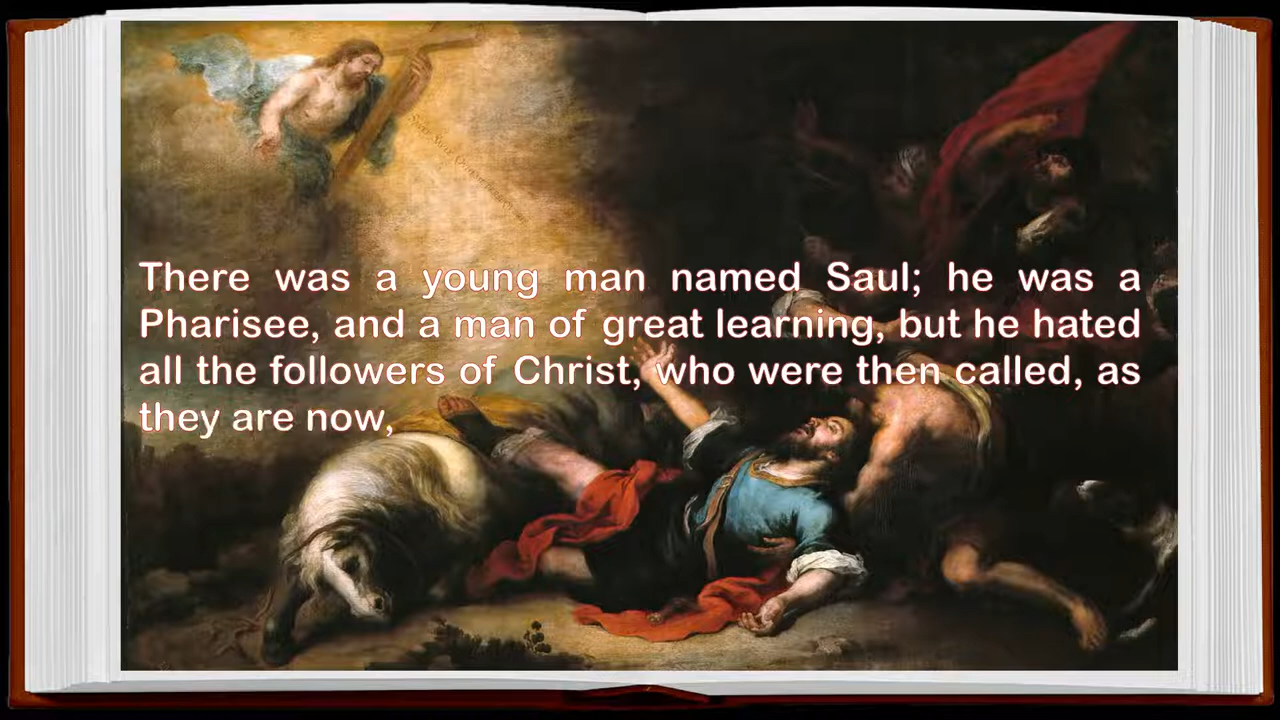 There was a young man named Saul; he was a
Pharisee, and a man of great learning, but he hated
all the followers of Christ, who were then called, as
they are now,